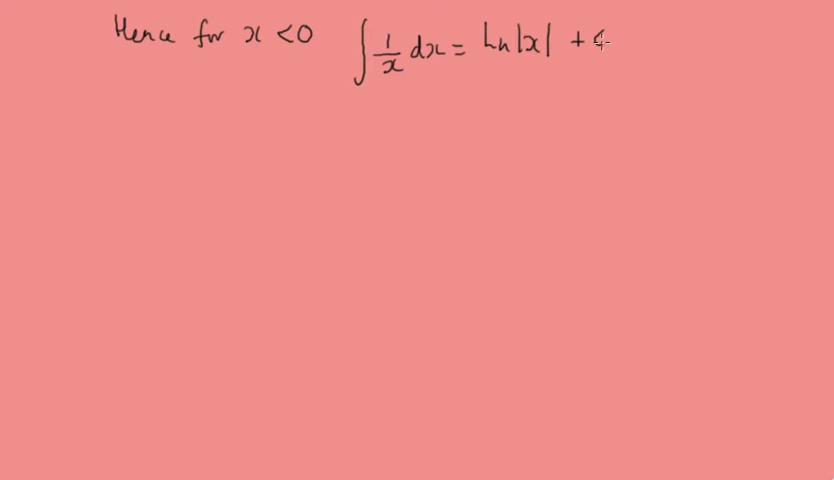 Hence for x < 0 ∫ 1/x dx = Ln|x| +